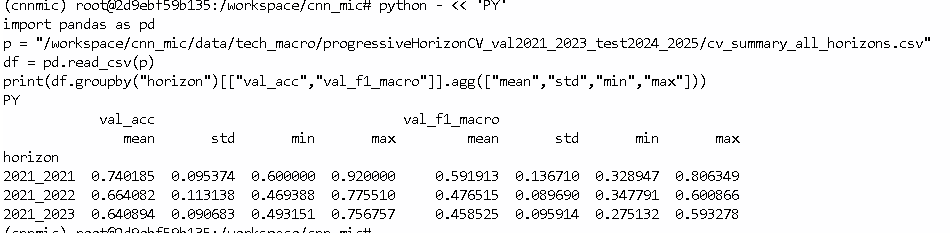 (cnnmic) root@2d9ebf59b135:/workspace/cnn_mic# python - << 'PY'
import pandas as pd
p = "/workspace/cnn_mic/data/tech_macro/progressiveHorizonCV_val2021_2023_test2024_2025/cv_summary_all_horizons.csv"
df = pd.read_csv(p)
print(df.groupby("horizon")[["val_acc","val_f1_macro"]].agg(["mean","std","min","max"]))
PY
val_acc val_f1_macro
mean std min max mean std min max
horizon
2021_2021 0.740185 0.095374 0.600000 0.920000 0.591913 0.136710 0.328947 0.806349
2021_2022 0.664082 0.113138 0.469388 0.775510 0.476515 0.089690 0.347791 0.600866
2021_2023 0.640894 0.090683 0.493151 0.756757 0.458525 0.095914 0.275132 0.593278
(cnnmic) root@2d9ebf59b135:/workspace/cnn_mic#